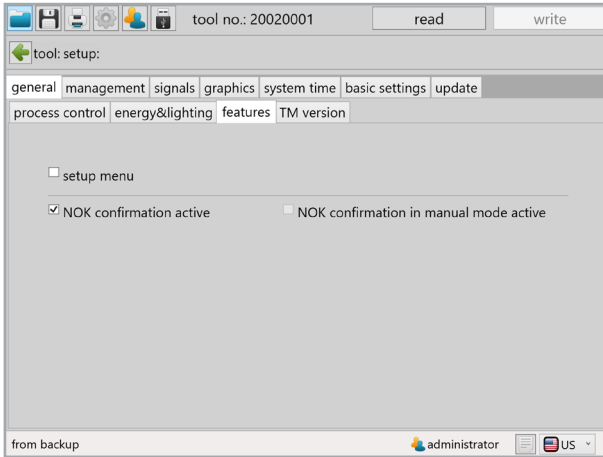 tool no.: 20020001 read write
tool: setup:
general management signals graphics system time basic settings update
process control energy&lighting features TM version
setup menu
NOK confirmation active NOK confirmation in manual mode active
from backup administrator US